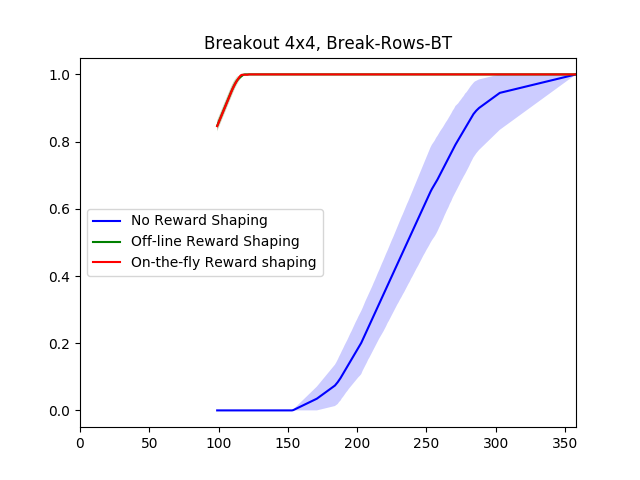 Breakout 4x4, Break-Rows-BT
1.0
0.8
0.6
0.4
0.2
0.0
No Reward Shaping
Off-line Reward Shaping
On-the-fly Reward shaping
0 50 100 150 200 250 300 350